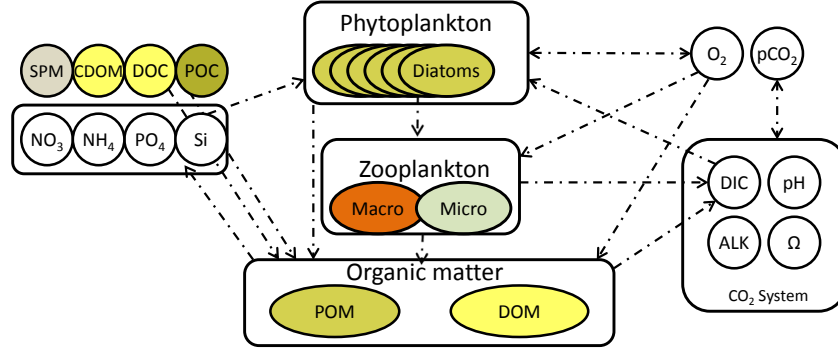 Phytoplankton
Diatoms
SPM
CDOM
DOC
POC
NO₃
NH₄
PO₄
Si
O₂
pCO₂
Zooplankton
Macro
Micro
DIC
pH
ALK
Ω
CO₂ System
Organic matter
POM
DOM